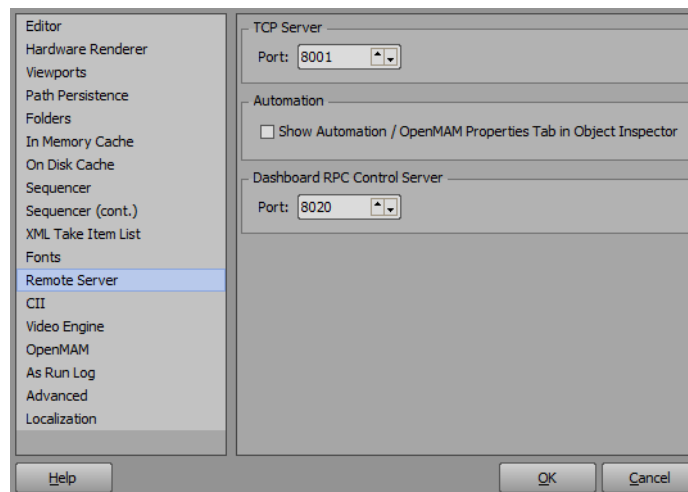 Editor
Hardware Renderer
Viewports
Path Persistence
Folders
In Memory Cache
On Disk Cache
Sequencer
Sequencer (cont.)
XML Take Item List
Fonts
Remote Server
CII
Video Engine
OpenMAM
As Run Log
Advanced
Localization
TCP Server
Port: 8001
Automation
Show Automation / OpenMAM Properties Tab in Object Inspector
Dashboard RPC Control Server
Port: 8020
Help
OK
Cancel